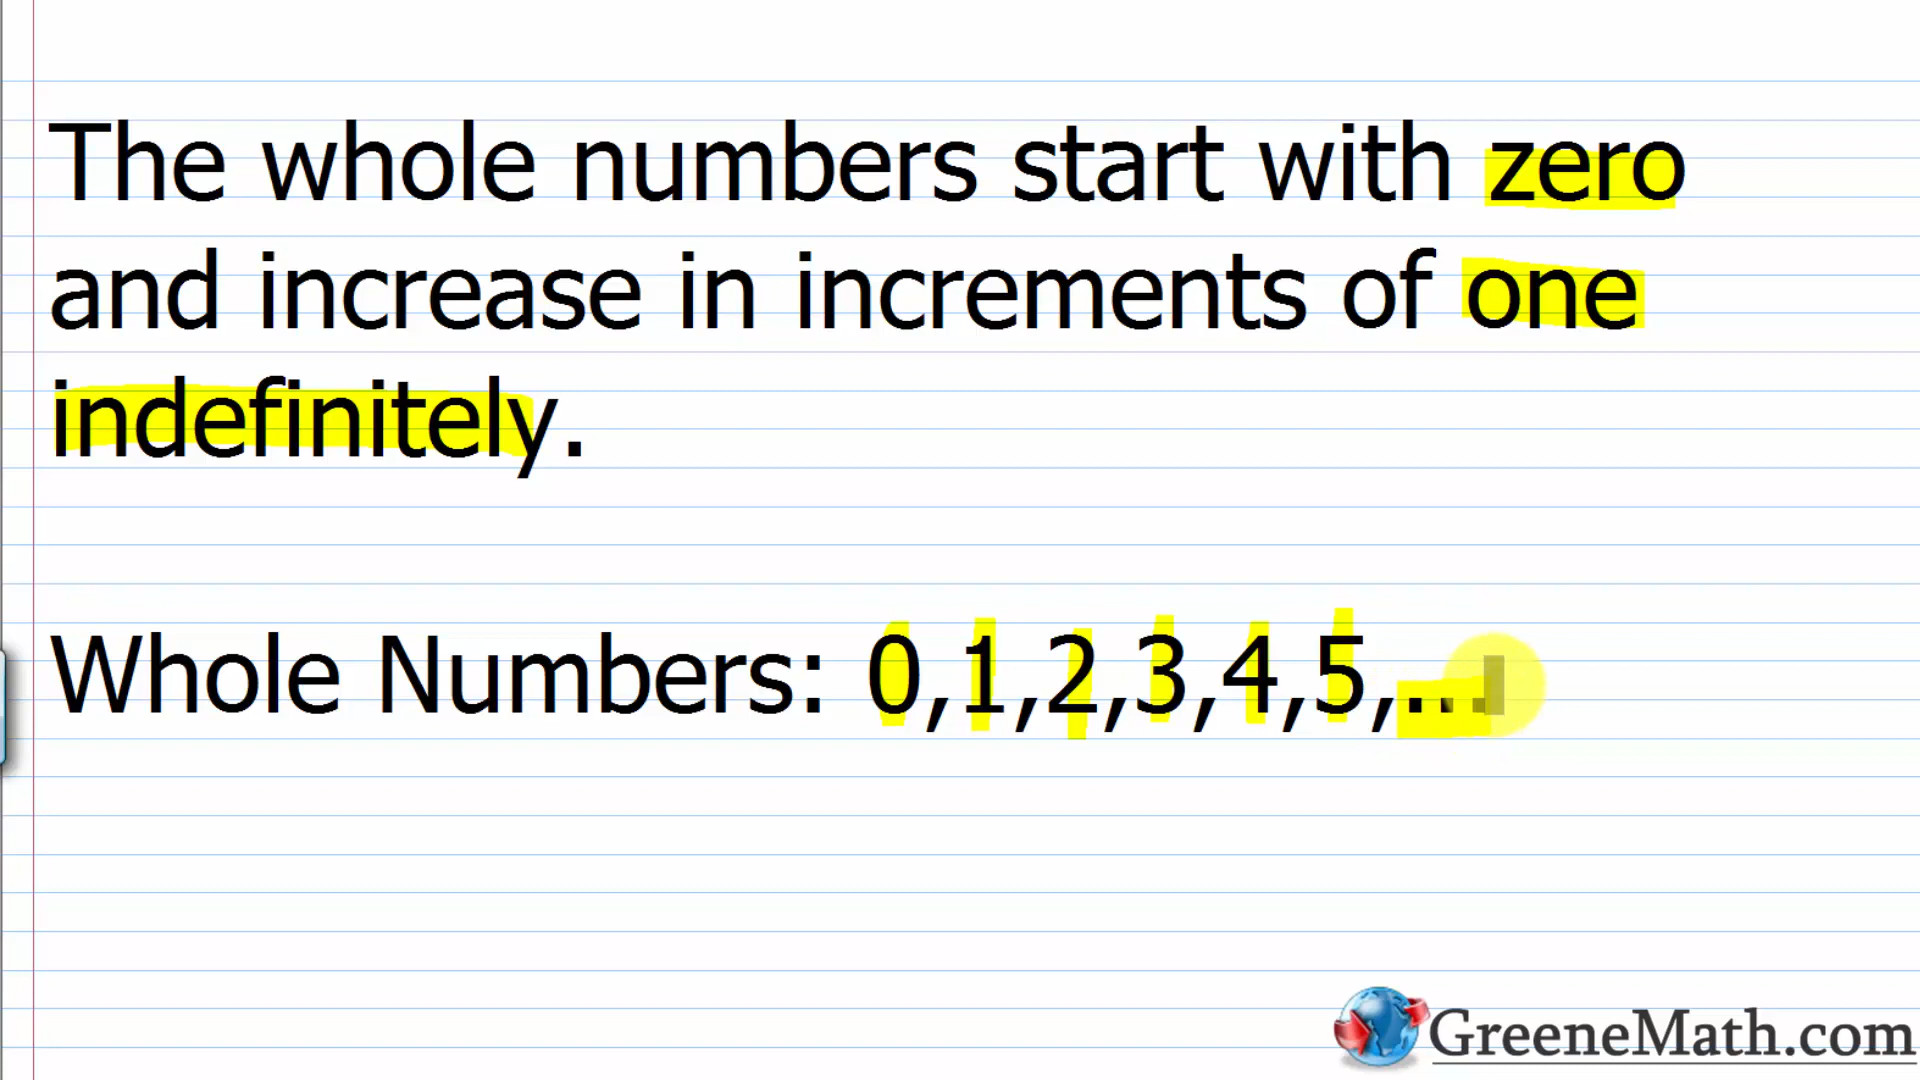 The whole numbers start with zero
and increase in increments of one
indefinitely.
Whole Numbers: 0,1,2,3,4,5,...
GreeneMath.com